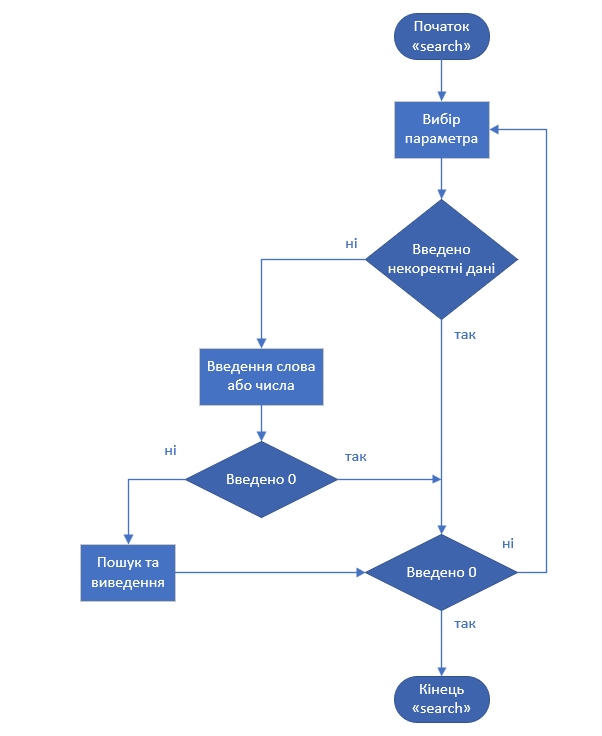 Початок
«search»
Вибір
параметра
ні
Введено
некоректні дані
так
Введення слова
або числа
ні
Введено 0
так
Пошук та
виведення
Введено 0
ні
так
Кінець
«search»